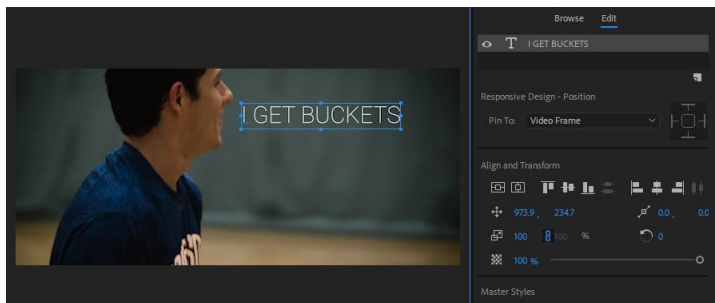 Browse Edit
I GET BUCKETS
I GET BUCKETS
Responsive Design - Position
Pin To: Video Frame
Align and Transform
973.9 , 234.7 0.0 , 0.0
100 100 % 0
100 %
Master Styles